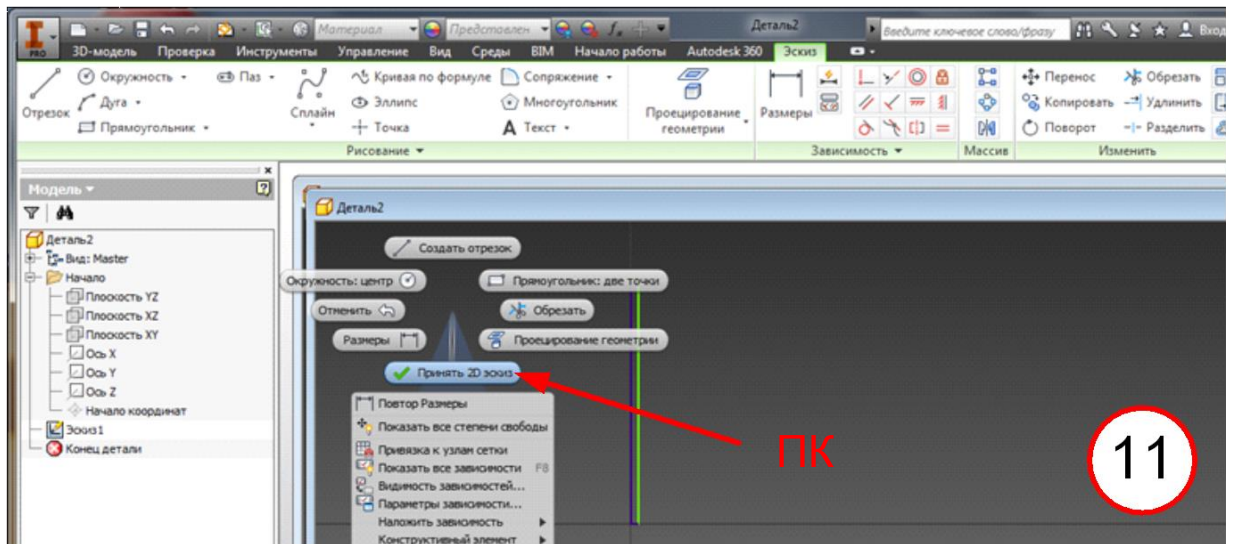 Материал Представлен Деталь2 Введите ключевое слово/фразу Вход
PRO 3D-модель Проверка Инструменты Управление Вид Среды BIM Начало работы Autodesk 360 Эскиз
Отрезок
Окружность
Дуга
Прямоугольник
Паз
Сплайн
Кривая по формуле
Эллипс
Точка
Сопряжение
Многоугольник
A Текст
Проецирование геометрии
Размеры
Перенос
Копировать
Поворот
Обрезать
Удлинить
Разделить
Рисование Зависимость Массив Изменить
Модель
Деталь2
Вид: Master
Начало
Плоскость YZ
Плоскость XZ
Плоскость XY
Ось X
Ось Y
Ось Z
Начало координат
Эскиз1
Конец детали
Деталь2
Создать отрезок
Окружность: центр
Прямоугольник: две точки
Отменить
Обрезать
Размеры
Проецирование геометрии
Принять 2D эскиз
Повтор Размеры
Показать все степени свободы
Привязка к узлам сетки
Показать все зависимости F8
Видимость зависимостей...
Параметры зависимости...
Наложить зависимость
Конструктивный элемент
ПК
11